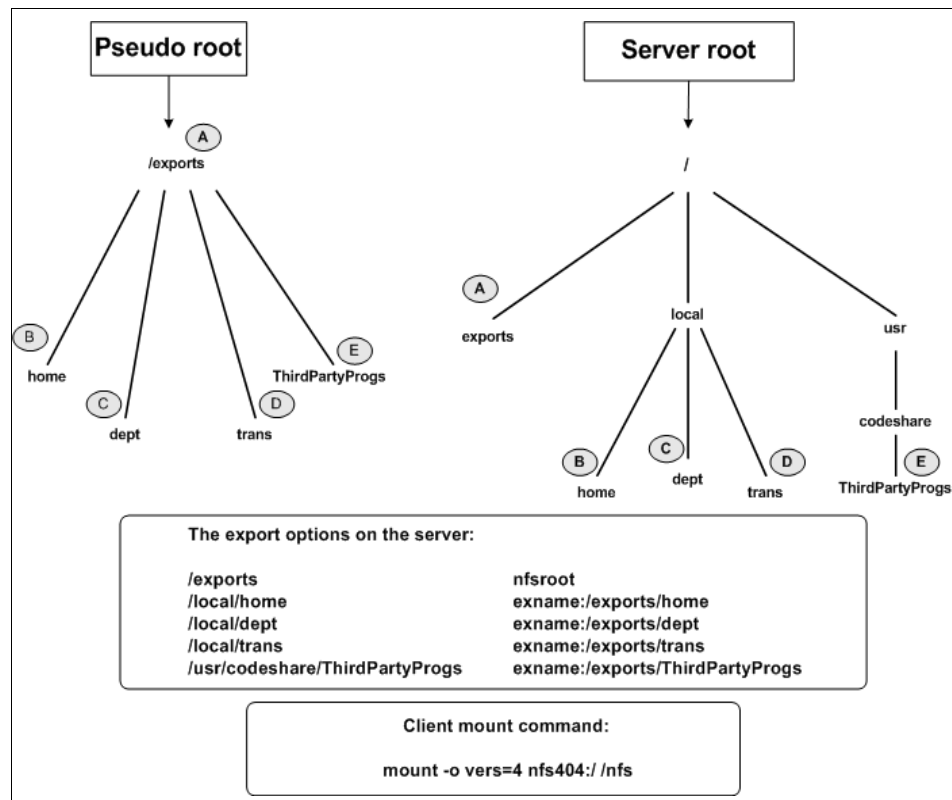 Pseudo root
Server root
A
/exports
/
A
exports
local
usr
B
home
E
ThirdPartyProgs
C
dept
D
trans
codeshare
B
home
C
dept
D
trans
E
ThirdPartyProgs
The export options on the server:
/exports nfsroot
/local/home exname:/exports/home
/local/dept exname:/exports/dept
/local/trans exname:/exports/trans
/usr/codeshare/ThirdPartyProgs exname:/exports/ThirdPartyProgs
Client mount command:
mount -o vers=4 nfs404:/ /nfs